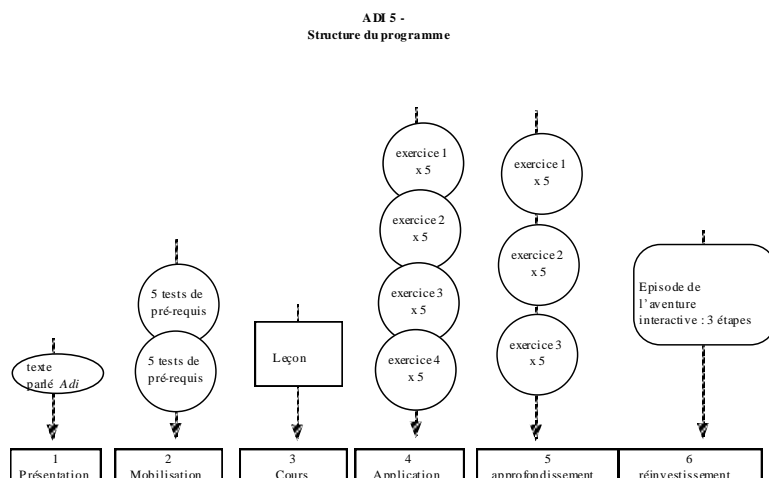 ADI 5 -
Structure du programme
texte
parlé Adi
5 tests de
pré-requis
5 tests de
pré-requis
Leçon
exercice 1
x 5
exercice 2
x 5
exercice 3
x 5
exercice 4
x 5
exercice 1
x 5
exercice 2
x 5
exercice 3
x 5
Episode de
l'aventure
interactive : 3 étapes
1
Présentation
2
Mobilisation
3
Cours
4
Application
5
approfondissement
6
réinvestissement